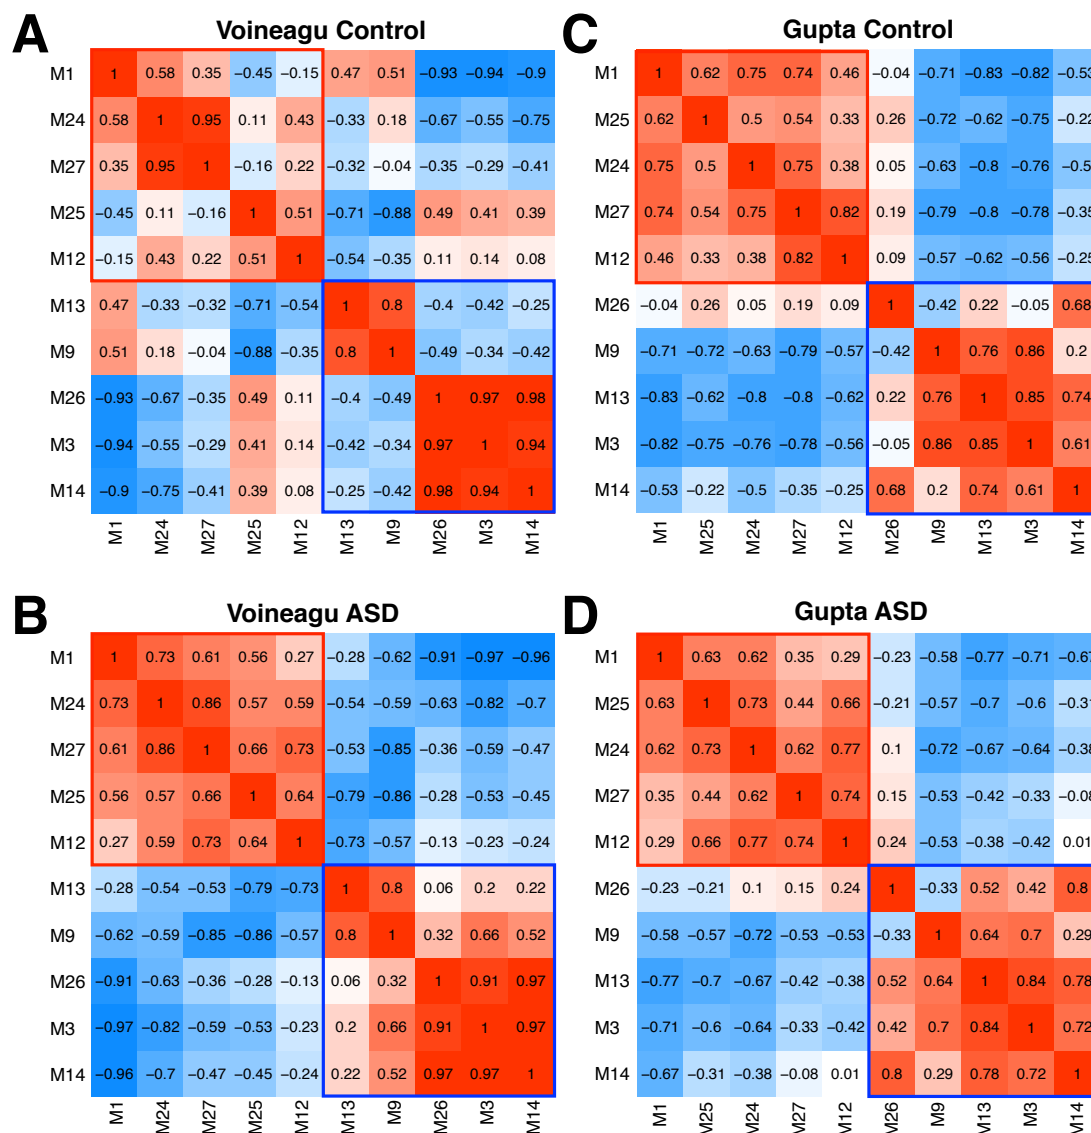 A
Voineagu Control
M1 1 0.58 0.35 −0.45 −0.15 0.47 0.51 −0.93 −0.94 −0.9
M24 0.58 1 0.95 0.11 0.43 −0.33 0.18 −0.67 −0.55 −0.75
M27 0.35 0.95 1 −0.16 0.22 −0.32 −0.04 −0.35 −0.29 −0.41
M25 −0.45 0.11 −0.16 1 0.51 −0.71 −0.88 0.49 0.41 0.39
M12 −0.15 0.43 0.22 0.51 1 −0.54 −0.35 0.11 0.14 0.08
M13 0.47 −0.33 −0.32 −0.71 −0.54 1 0.8 −0.4 −0.42 −0.25
M9 0.51 0.18 −0.04 −0.88 −0.35 0.8 1 −0.49 −0.34 −0.42
M26 −0.93 −0.67 −0.35 0.49 0.11 −0.4 −0.49 1 0.97 0.98
M3 −0.94 −0.55 −0.29 0.41 0.14 −0.42 −0.34 0.97 1 0.94
M14 −0.9 −0.75 −0.41 0.39 0.08 −0.25 −0.42 0.98 0.94 1
M1 M24 M27 M25 M12 M13 M9 M26 M3 M14
C
Gupta Control
M1 1 0.62 0.75 0.74 0.46 −0.04 −0.71 −0.83 −0.82 −0.53
M25 0.62 1 0.5 0.54 0.33 0.26 −0.72 −0.62 −0.75 −0.22
M24 0.75 0.5 1 0.75 0.38 0.05 −0.63 −0.8 −0.76 −0.5
M27 0.74 0.54 0.75 1 0.82 0.19 −0.79 −0.8 −0.78 −0.35
M12 0.46 0.33 0.38 0.82 1 0.09 −0.57 −0.62 −0.56 −0.25
M26 −0.04 0.26 0.05 0.19 0.09 1 −0.42 0.22 −0.05 0.68
M9 −0.71 −0.72 −0.63 −0.79 −0.57 −0.42 1 0.76 0.86 0.2
M13 −0.83 −0.62 −0.8 −0.8 −0.62 0.22 0.76 1 0.85 0.74
M3 −0.82 −0.75 −0.76 −0.78 −0.56 −0.05 0.86 0.85 1 0.61
M14 −0.53 −0.22 −0.5 −0.35 −0.25 0.68 0.2 0.74 0.61 1
M1 M25 M24 M27 M12 M26 M9 M13 M3 M14
B
Voineagu ASD
M1 1 0.73 0.61 0.56 0.27 −0.28 −0.62 −0.91 −0.97 −0.96
M24 0.73 1 0.86 0.57 0.59 −0.54 −0.59 −0.63 −0.82 −0.7
M27 0.61 0.86 1 0.66 0.73 −0.53 −0.85 −0.36 −0.59 −0.47
M25 0.56 0.57 0.66 1 0.64 −0.79 −0.86 −0.28 −0.53 −0.45
M12 0.27 0.59 0.73 0.64 1 −0.73 −0.57 −0.13 −0.23 −0.24
M13 −0.28 −0.54 −0.53 −0.79 −0.73 1 0.8 0.06 0.2 0.22
M9 −0.62 −0.59 −0.85 −0.86 −0.57 0.8 1 0.32 0.66 0.52
M26 −0.91 −0.63 −0.36 −0.28 −0.13 0.06 0.32 1 0.91 0.97
M3 −0.97 −0.82 −0.59 −0.53 −0.23 0.2 0.66 0.91 1 0.97
M14 −0.96 −0.7 −0.47 −0.45 −0.24 0.22 0.52 0.97 0.97 1
M1 M24 M27 M25 M12 M13 M9 M26 M3 M14
D
Gupta ASD
M1 1 0.63 0.62 0.35 0.29 −0.23 −0.58 −0.77 −0.71 −0.67
M25 0.63 1 0.73 0.44 0.66 −0.21 −0.57 −0.7 −0.6 −0.31
M24 0.62 0.73 1 0.62 0.77 0.1 −0.72 −0.67 −0.64 −0.38
M27 0.35 0.44 0.62 1 0.74 0.15 −0.53 −0.42 −0.33 −0.08
M12 0.29 0.66 0.77 0.74 1 0.24 −0.53 −0.38 −0.42 0.01
M26 −0.23 −0.21 0.1 0.15 0.24 1 −0.33 0.52 0.42 0.8
M9 −0.58 −0.57 −0.72 −0.53 −0.53 −0.33 1 0.64 0.7 0.29
M13 −0.77 −0.7 −0.67 −0.42 −0.38 0.52 0.64 1 0.84 0.78
M3 −0.71 −0.6 −0.64 −0.33 −0.42 0.42 0.7 0.84 1 0.72
M14 −0.67 −0.31 −0.38 −0.08 0.01 0.8 0.29 0.78 0.72 1
M1 M25 M24 M27 M12 M26 M9 M13 M3 M14